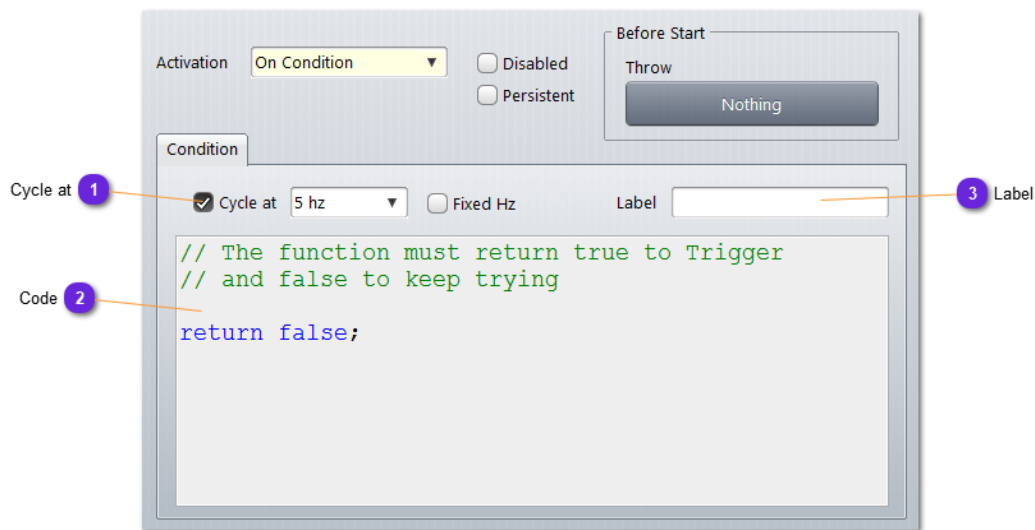 Before Start
Activation On Condition Disabled Throw
Persistent Nothing
Condition
Cycle at 1 Cycle at 5 hz Fixed Hz Label 3 Label
// The function must return true to Trigger
// and false to keep trying
Code 2
return false;